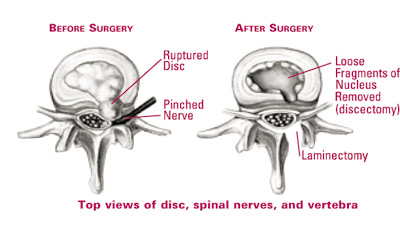 BEFORE SURGERY
AFTER SURGERY
Ruptured
Disc
Pinched
Nerve
Loose
Fragments of
Nucleus
Removed
(discectomy)
Laminectomy
Top views of disc, spinal nerves, and vertebra